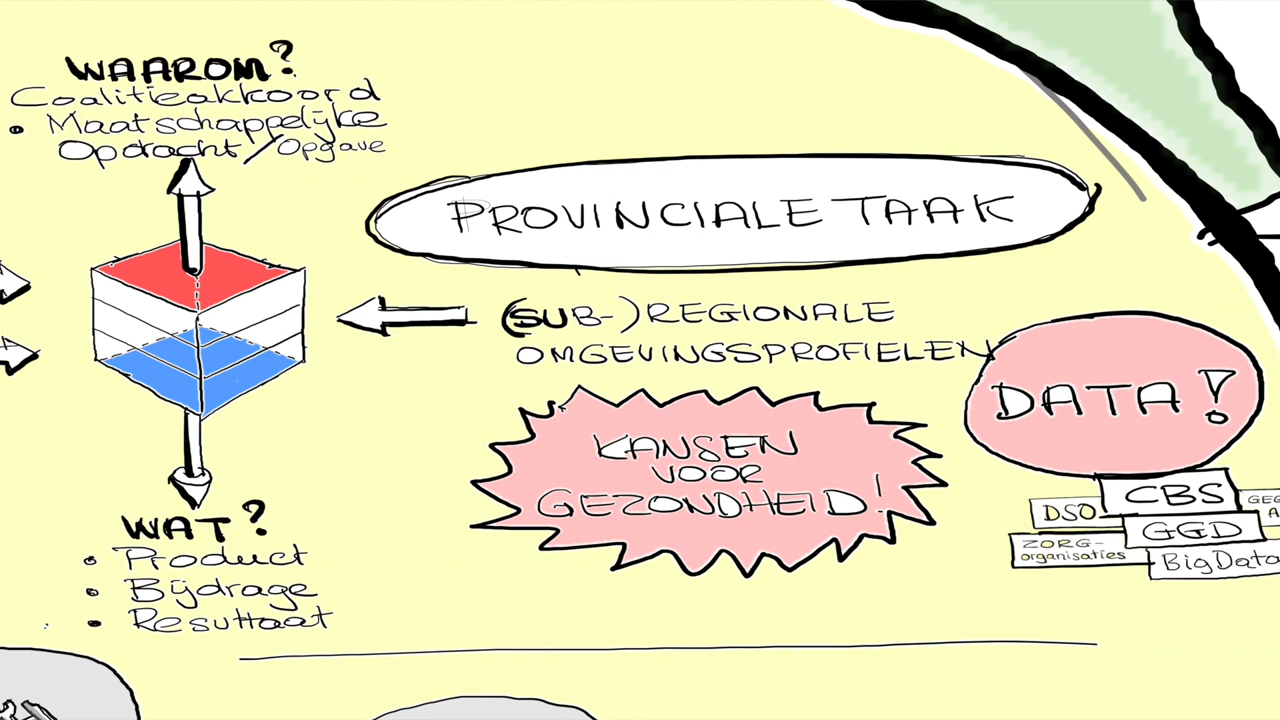 WAAROM?
Coalitieakkoord
• Maatschappelijke
Opdracht/Opgave
PROVINCIALE TAAK
(SUB-) REGIONALE
OMGEVINGSPROFIELEN
DATA!
KANSEN
VOOR
GEZONDHEID!
CBS
DSO
GGD
ZORG-
organisaties
BigData
WAT?
• Product
• Bijdrage
• Resultaat